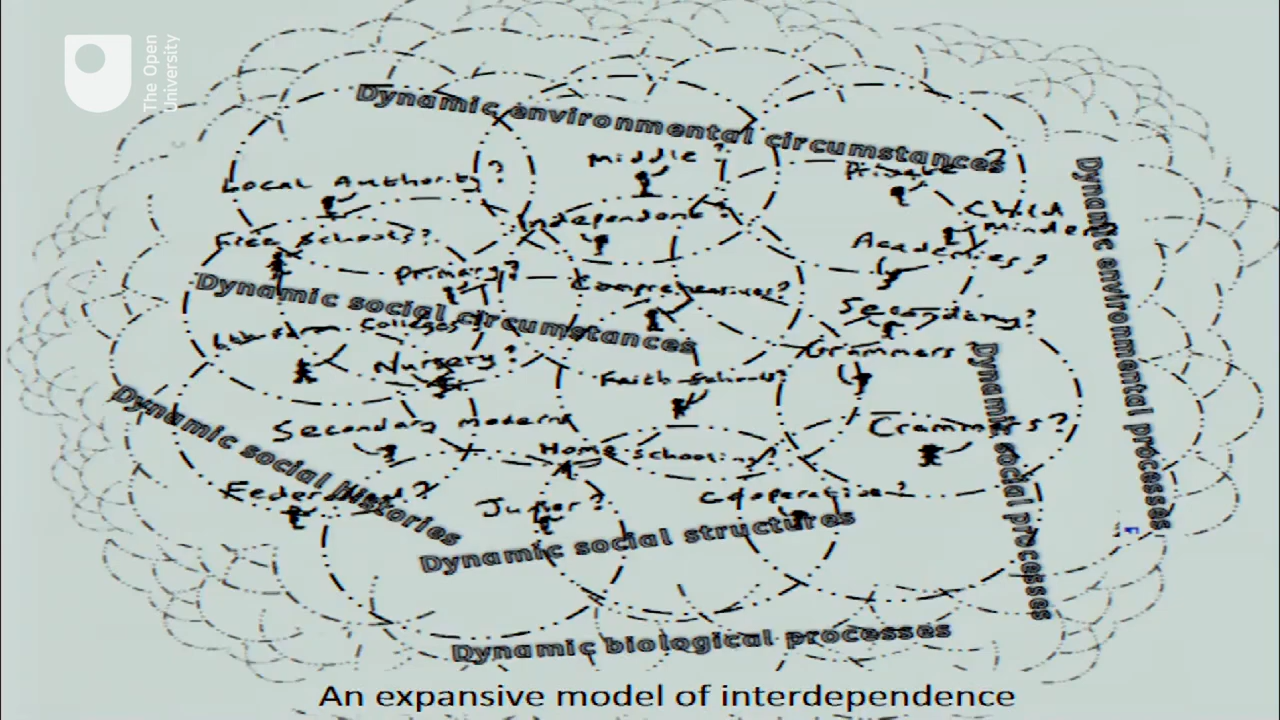 The Open
University
Dynamic environmental circumstances
Middle ?
Private ?
Local Authority ?
Child
Minders
Independent ?
Free Schools?
Academies ?
Primary?
Comprehensives?
Dynamic social circumstances
Secondary?
Colleges ?
Grammers ?
Nursery ?
Faith schools?
Dynamic social histories
Secondary modern
Grammers ?
Home schooling ?
Junior ?
Cooperative ?
Dynamic social structures
Dynamic social processes
Dynamic environmental processes
Dynamic biological processes
An expansive model of interdependence